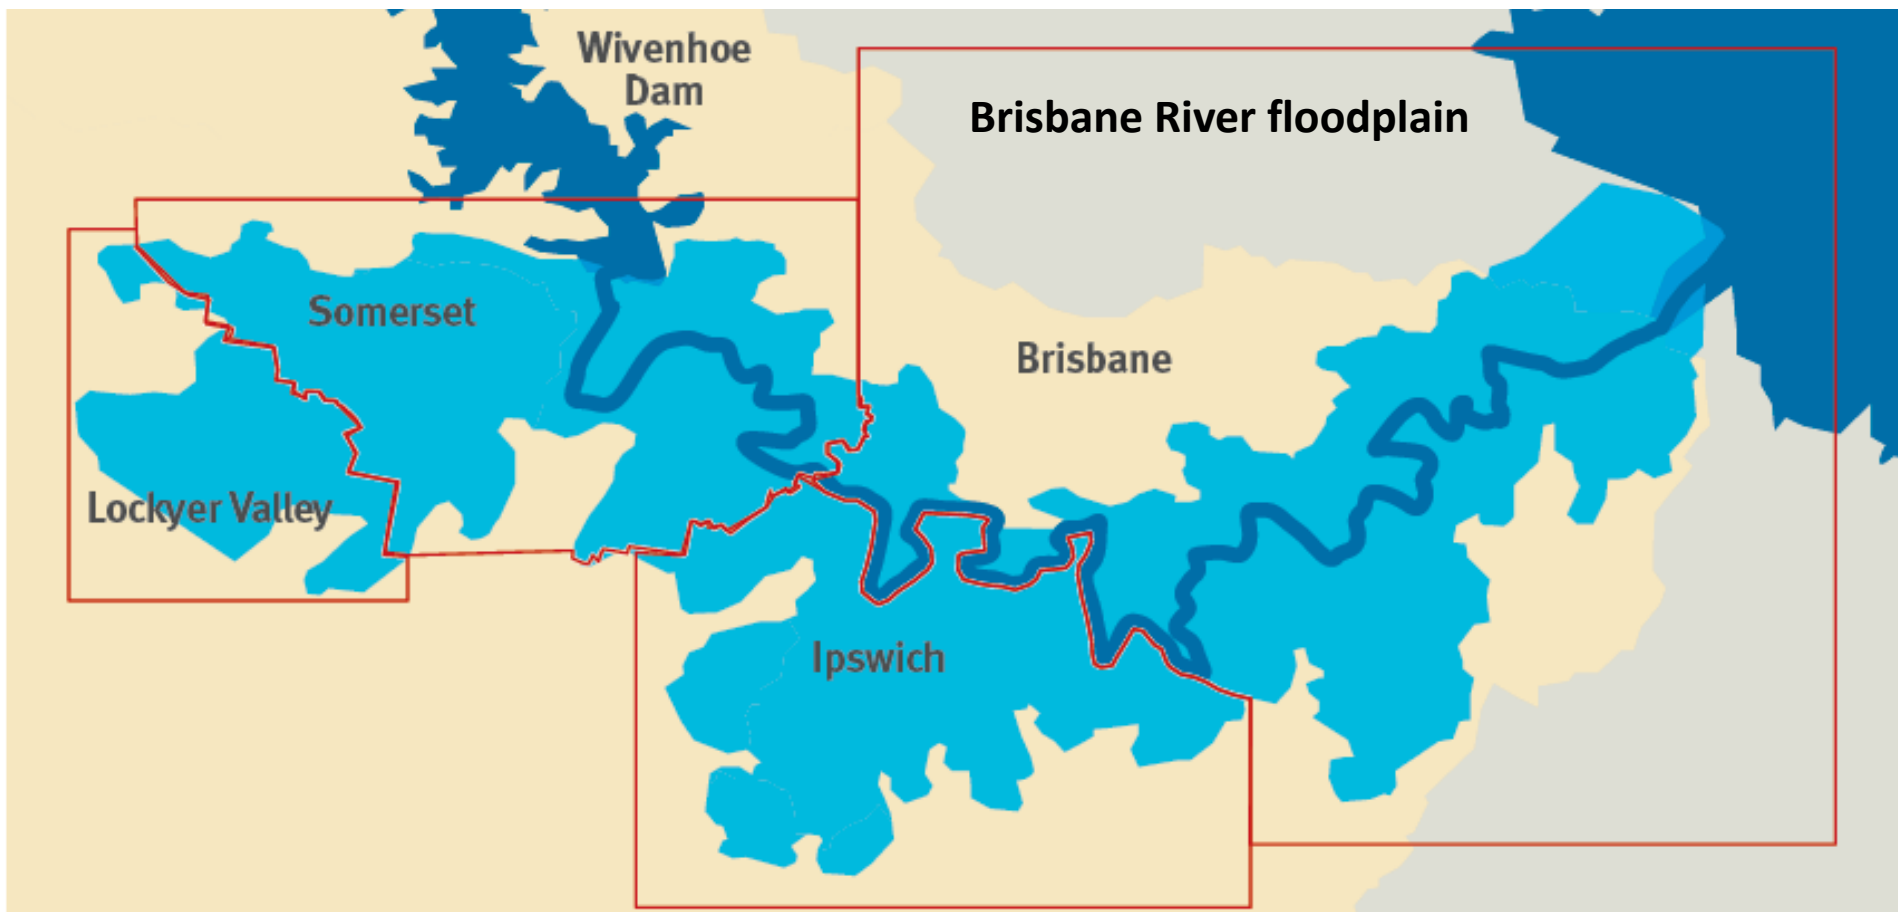 Wivenhoe
Dam
Brisbane River floodplain
Somerset
Brisbane
Lockyer Valley
Ipswich